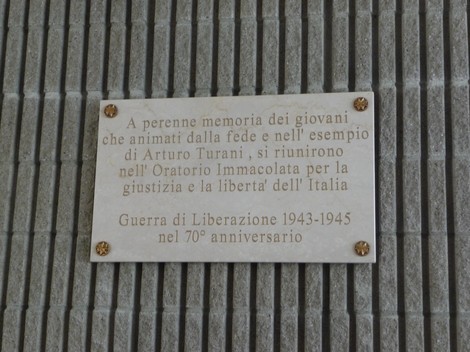 A perenne memoria dei giovani
che animati dalla fede e nell' esempio
di Arturo Turani , si riunirono
nell' Oratorio Immacolata per la
giustizia e la liberta' dell' Italia
Guerra di Liberazione 1943-1945
nel 70° anniversario